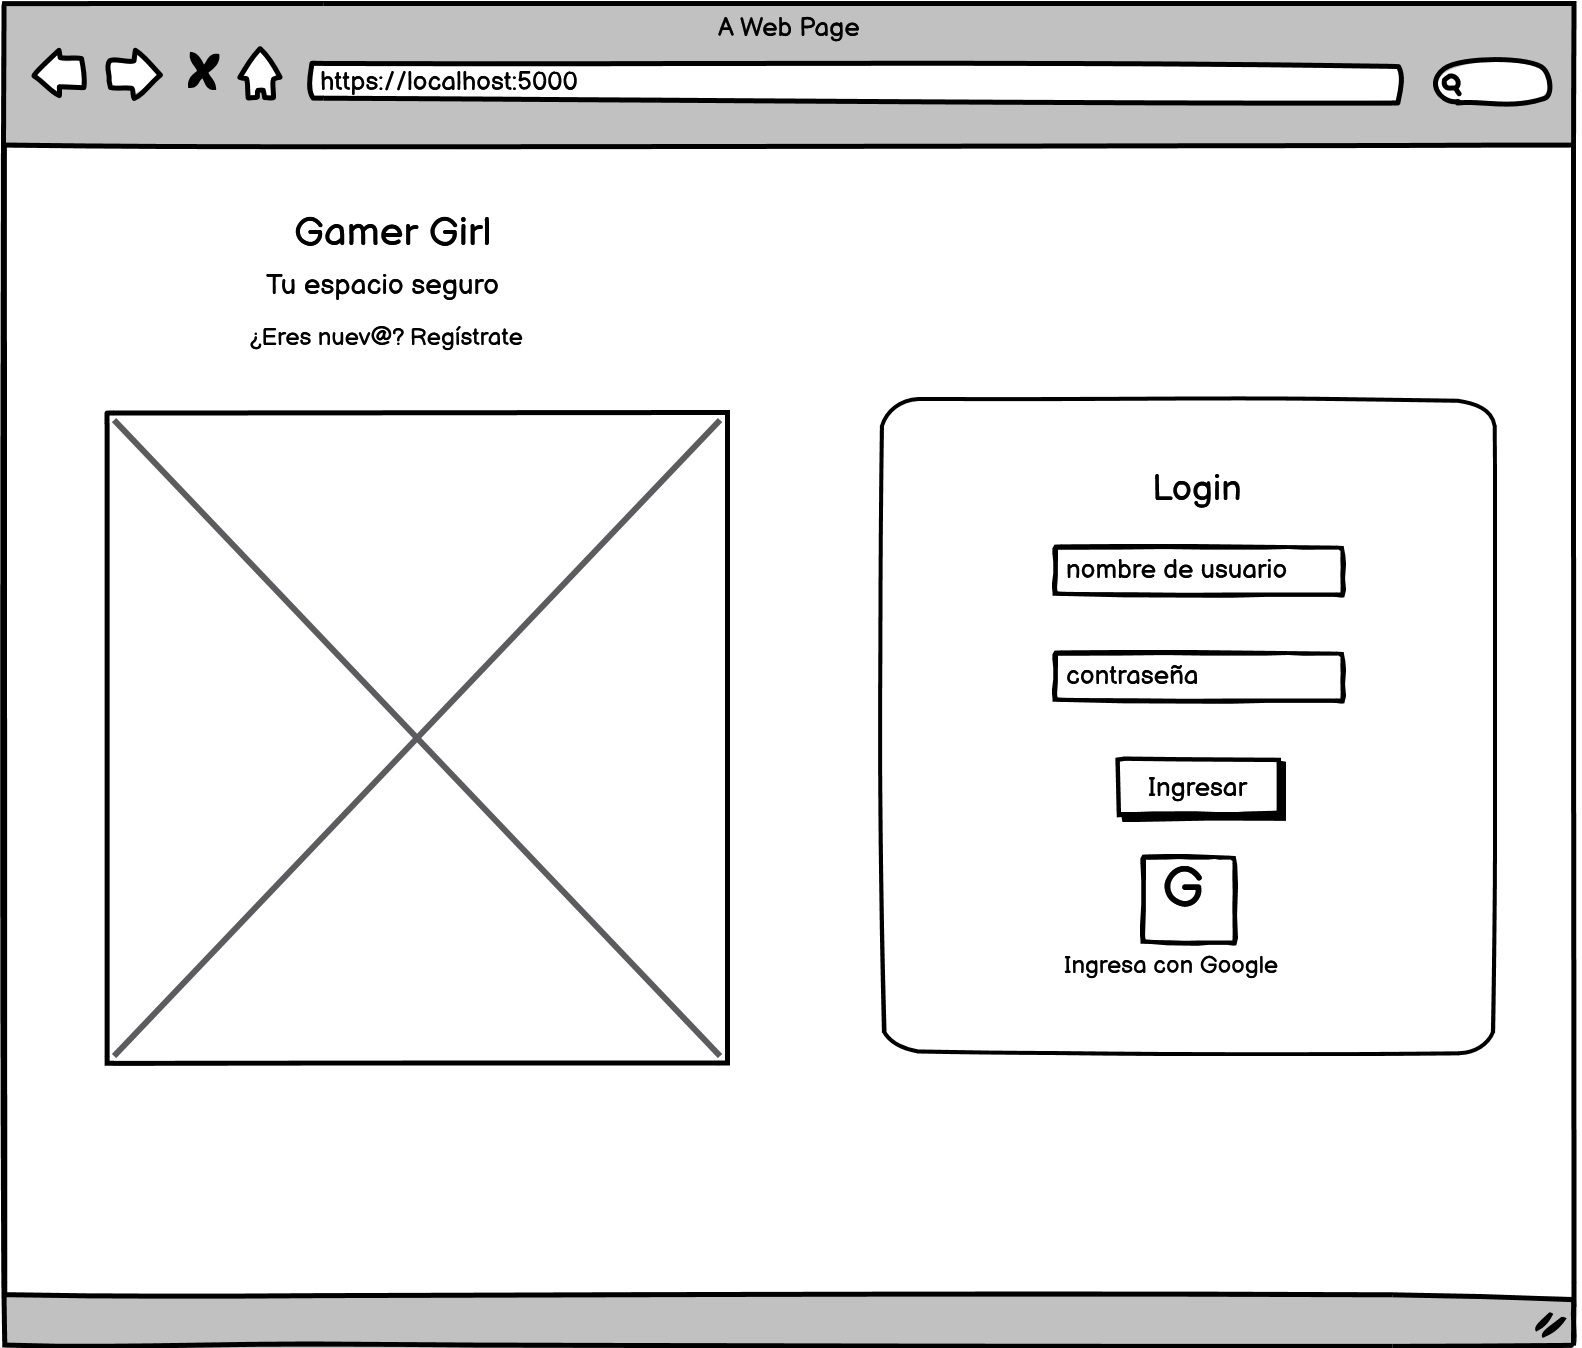 A Web Page
https://localhost:5000
Gamer Girl
Tu espacio seguro
¿Eres nuev@? Regístrate
Login
nombre de usuario
contraseña
Ingresar
G
Ingresa con Google